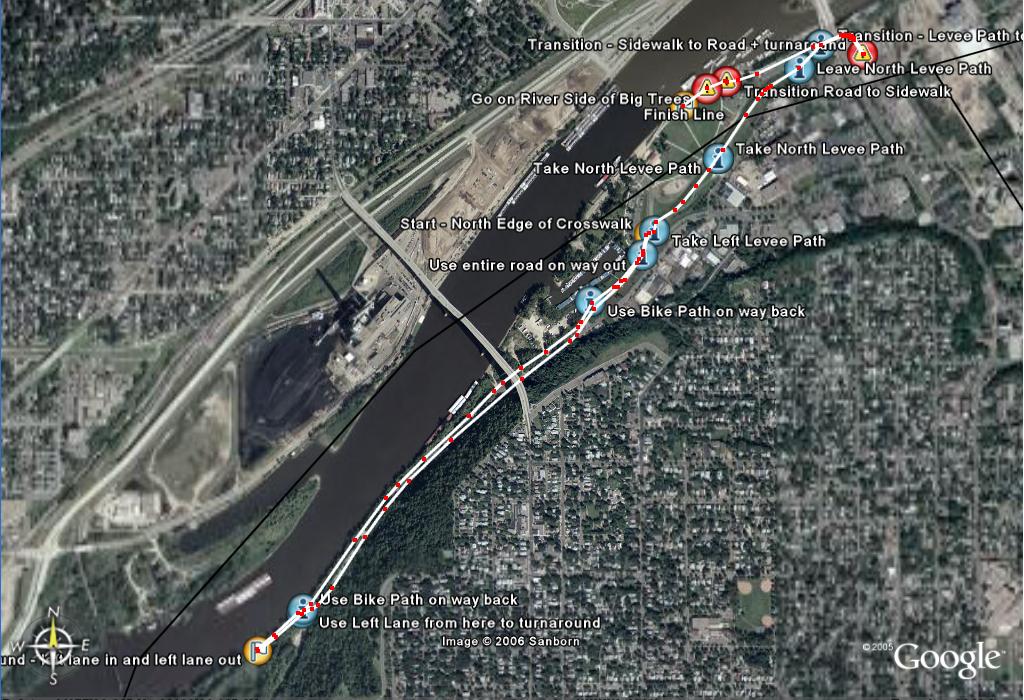 Transition - Levee Path to
Transition - Sidewalk to Road + turnaround
Leave North Levee Path
Transition Road to Sidewalk
Go on River Side of Big Trees
Finish Line
Take North Levee Path
Take North Levee Path
Start - North Edge of Crosswalk
Take Left Levee Path
Use entire road on way out
Use Bike Path on way back
Use Bike Path on way back
Use Left Lane from here to turnaround
Image © 2006 Sanborn
lane in and left lane out
N
W E
S
© 2005 Google™